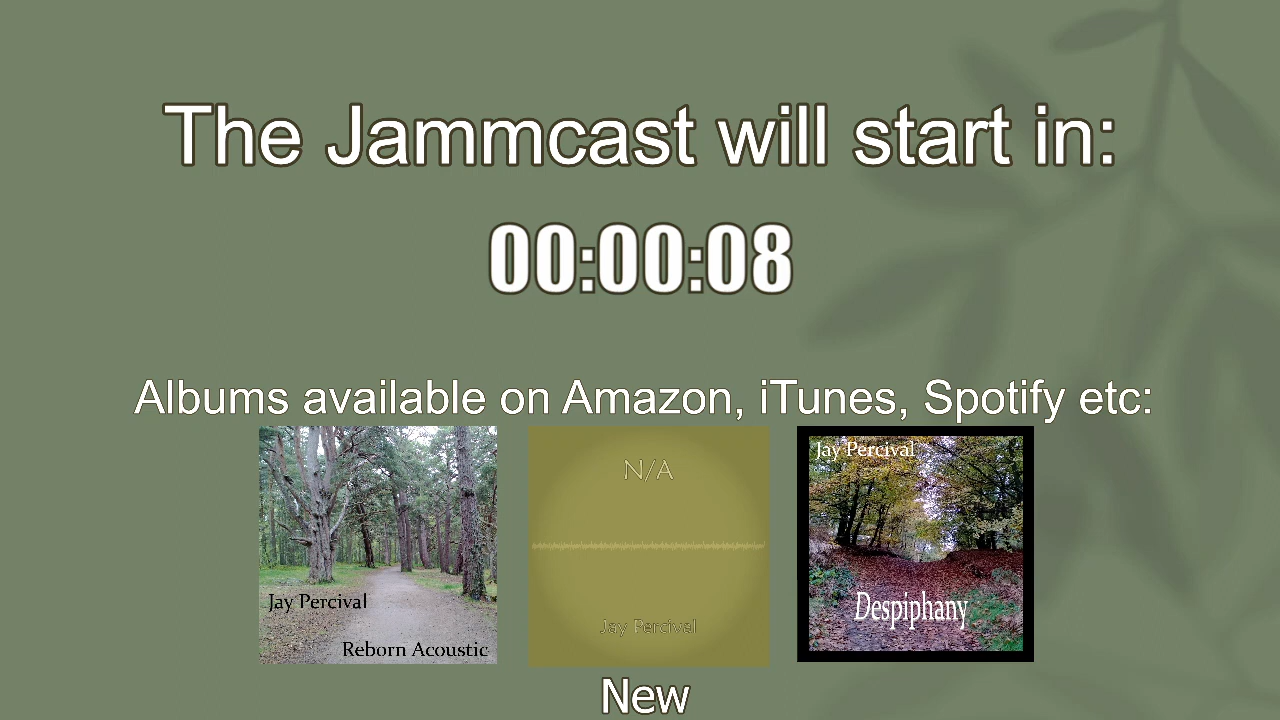 The Jammcast will start in:
00:00:08
Albums available on Amazon, iTunes, Spotify etc:
Jay Percival
Reborn Acoustic
N/A
Jay Percival
Jay Percival
Despiphany
New